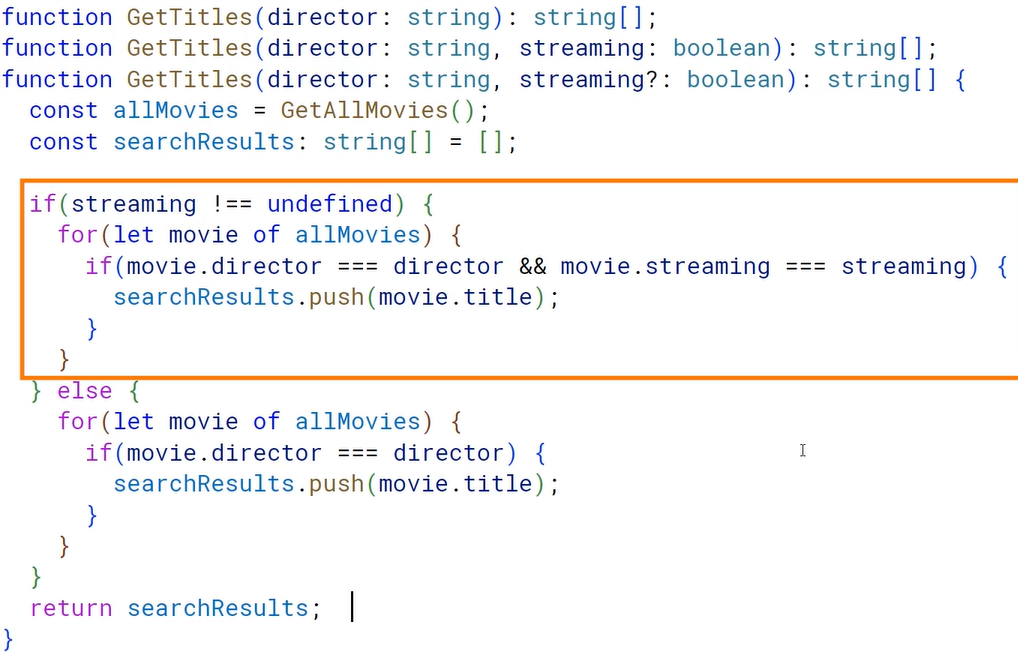 function GetTitles(director: string): string[];
function GetTitles(director: string, streaming: boolean): string[];
function GetTitles(director: string, streaming?: boolean): string[] {
  const allMovies = GetAllMovies();
  const searchResults: string[] = [];
  if(streaming !== undefined) {
    for(let movie of allMovies) {
      if(movie.director === director && movie.streaming === streaming) {
        searchResults.push(movie.title);
      }
    }
  } else {
    for(let movie of allMovies) {
      if(movie.director === director) {
        searchResults.push(movie.title);
      }
    }
  }
  return searchResults;
}